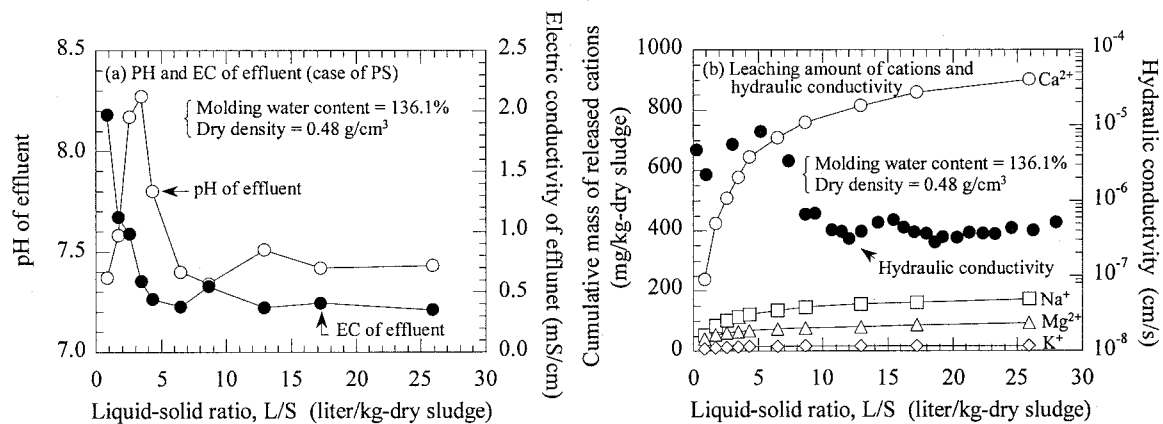 (a) PH and EC of effluent (case of PS)
Molding water content = 136.1%
Dry density = 0.48 g/cm³
pH of effluent
EC of effluent
pH of effluent
8.5
8.0
7.5
7.0
Electric conductivity of efflunet (mS/cm)
2.5
2.0
1.5
1.0
0.5
0.0
0 5 10 15 20 25 30
Liquid-solid ratio, L/S (liter/kg-dry sludge)
(b) Leaching amount of cations and
hydraulic conductivity
Molding water content = 136.1%
Dry density = 0.48 g/cm³
Hydraulic conductivity
Ca²⁺
Na⁺
Mg²⁺
K⁺
Cumulative mass of released cations
(mg/kg-dry sludge)
1000
800
600
400
200
0
Hydraulic conductivity (cm/s)
10⁻⁴
10⁻⁵
10⁻⁶
10⁻⁷
10⁻⁸
0 5 10 15 20 25 30
Liquid-solid ratio, L/S (liter/kg-dry sludge)